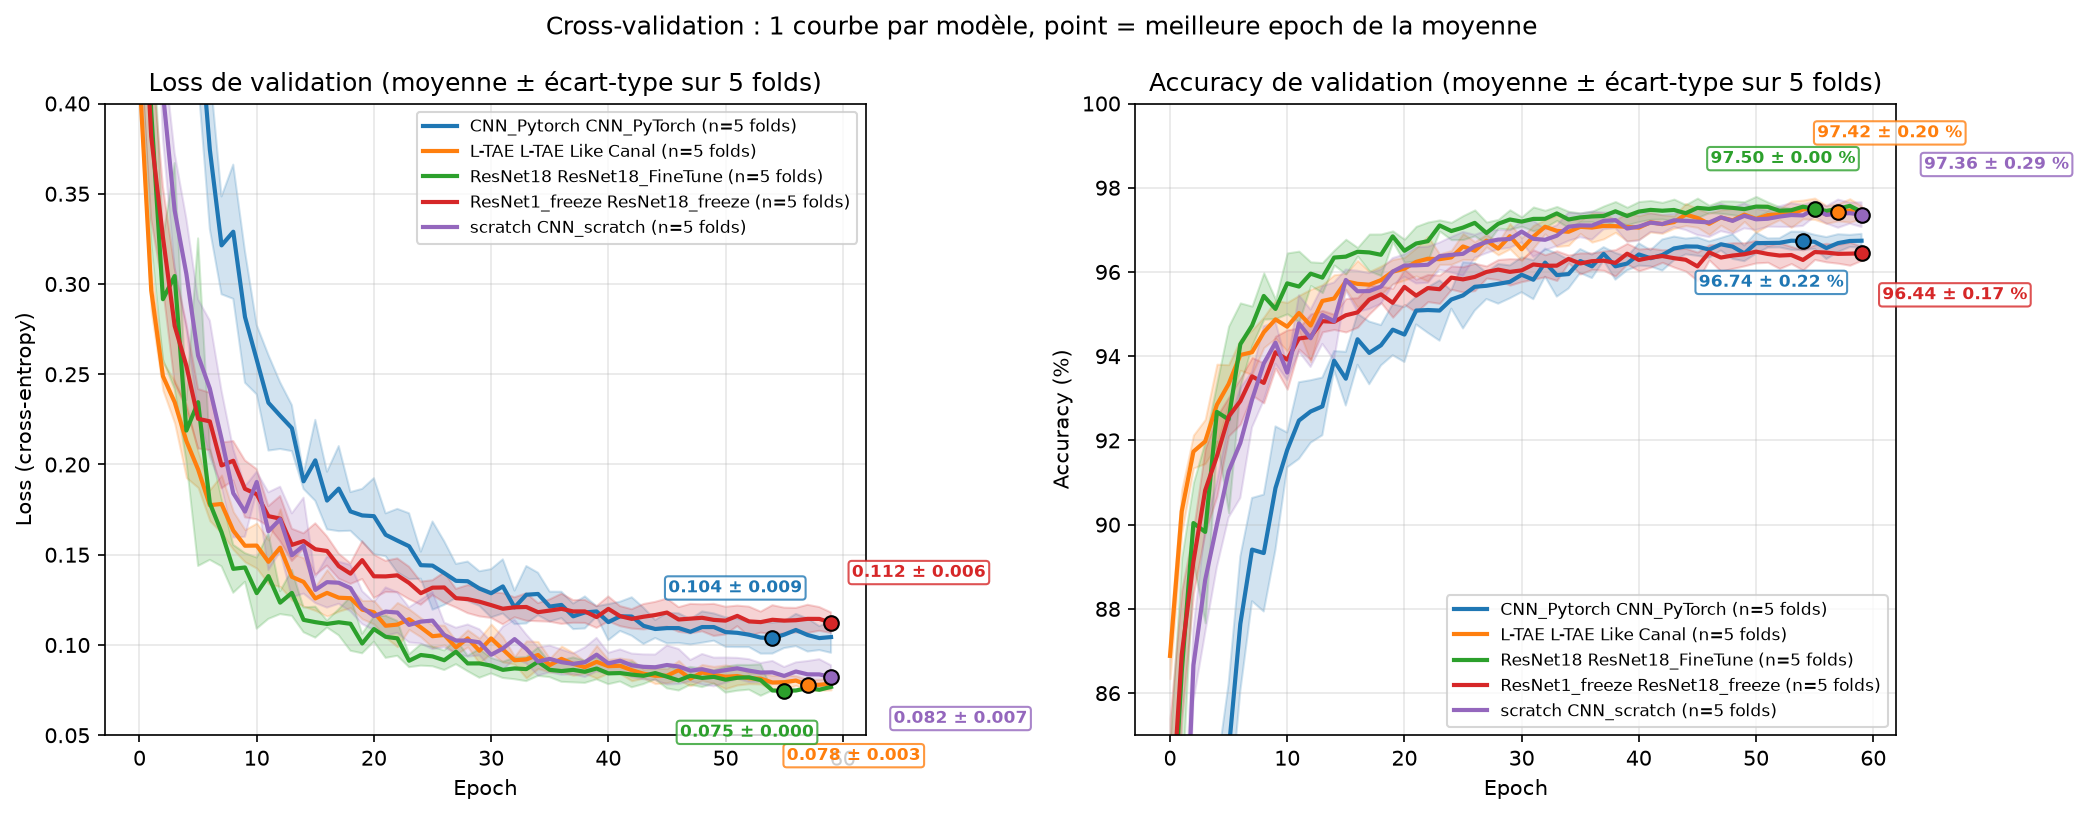 Cross-validation : 1 courbe par modèle, point = meilleure epoch de la moyenne
Loss de validation (moyenne ± écart-type sur 5 folds)
0.40
0.35
0.30
0.25
0.20
0.15
0.10
0.05
Loss (cross-entropy)
CNN_Pytorch CNN_PyTorch (n=5 folds)
L-TAE L-TAE Like Canal (n=5 folds)
ResNet18 ResNet18_FineTune (n=5 folds)
ResNet1_freeze ResNet18_freeze (n=5 folds)
scratch CNN_scratch (n=5 folds)
0.104 ± 0.009
0.112 ± 0.006
0.082 ± 0.007
0.075 ± 0.000
0.078 ± 0.003
0 10 20 30 40 50 60
Epoch
Accuracy de validation (moyenne ± écart-type sur 5 folds)
100
98
96
94
92
90
88
86
Accuracy (%)
97.42 ± 0.20 %
97.50 ± 0.00 %
97.36 ± 0.29 %
96.74 ± 0.22 %
96.44 ± 0.17 %
CNN_Pytorch CNN_PyTorch (n=5 folds)
L-TAE L-TAE Like Canal (n=5 folds)
ResNet18 ResNet18_FineTune (n=5 folds)
ResNet1_freeze ResNet18_freeze (n=5 folds)
scratch CNN_scratch (n=5 folds)
0 10 20 30 40 50 60
Epoch